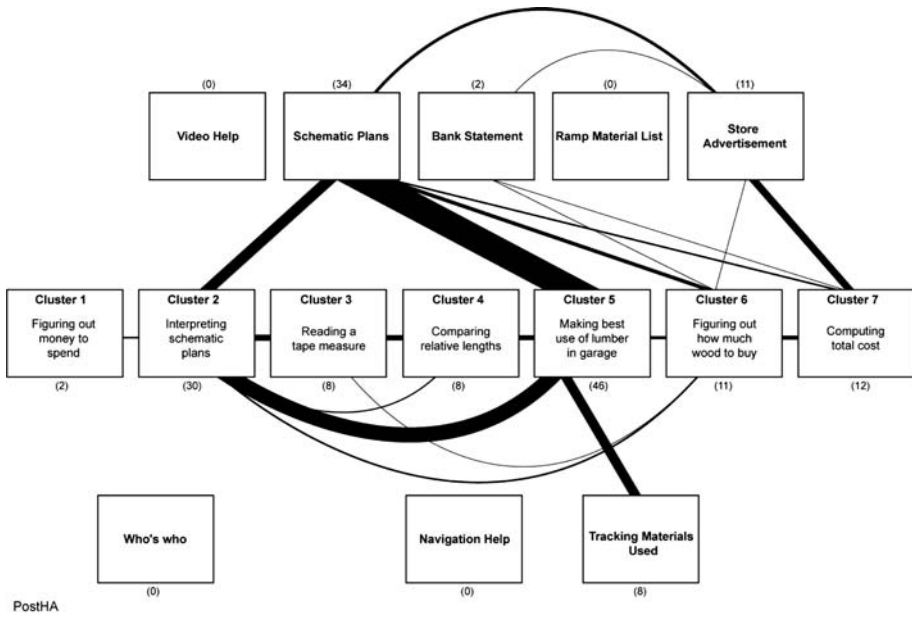 (0)
(34)
(2)
(0)
(11)
Video Help
Schematic Plans
Bank Statement
Ramp Material List
Store
Advertisement
Cluster 1
Figuring out
money to
spend
(2)
Cluster 2
Interpreting
schematic
plans
(30)
Cluster 3
Reading a
tape measure
(8)
Cluster 4
Comparing
relative lengths
(8)
Cluster 5
Making best
use of lumber
in garage
(46)
Cluster 6
Figuring out
how much
wood to buy
(11)
Cluster 7
Computing
total cost
(12)
Who's who
(0)
Navigation Help
(0)
Tracking Materials
Used
(8)
PostHA